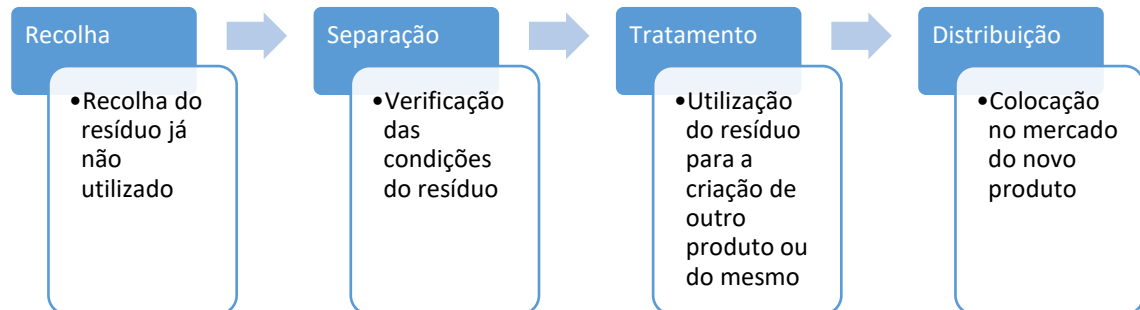 Recolha
•Recolha do
resíduo já
não
utilizado
Separação
•Verificação
das
condições
do resíduo
Tratamento
•Utilização
do resíduo
para a
criação de
outro
produto ou
do mesmo
Distribuição
•Colocação
no mercado
do novo
produto